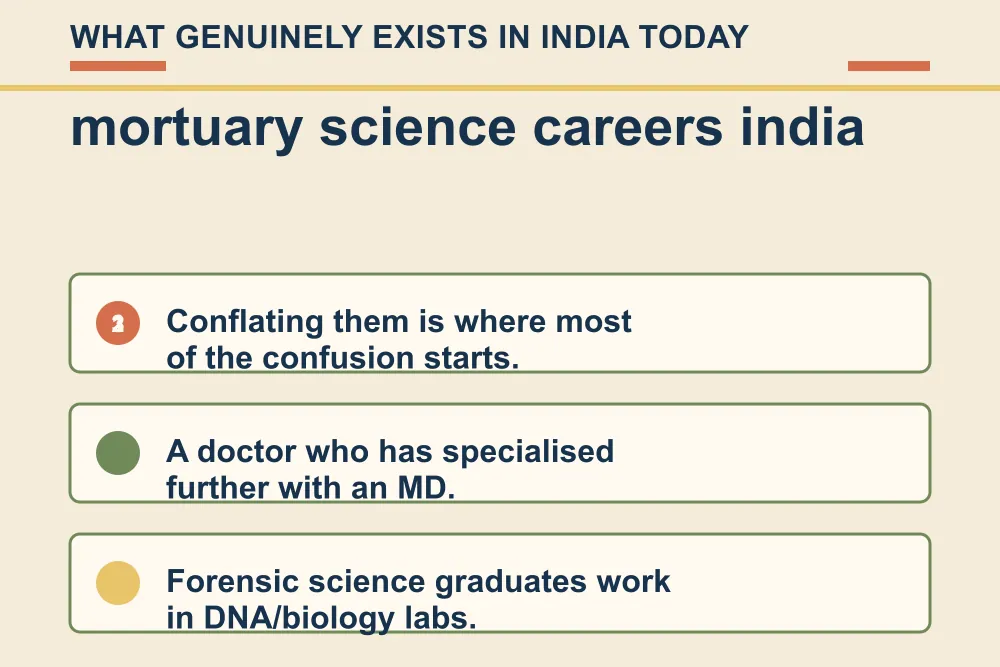 WHAT GENUINELY EXISTS IN INDIA TODAY
mortuary science careers india
Conflating them is where most
of the confusion starts.
A doctor who has specialised
further with an MD.
Forensic science graduates work
in DNA/biology labs.